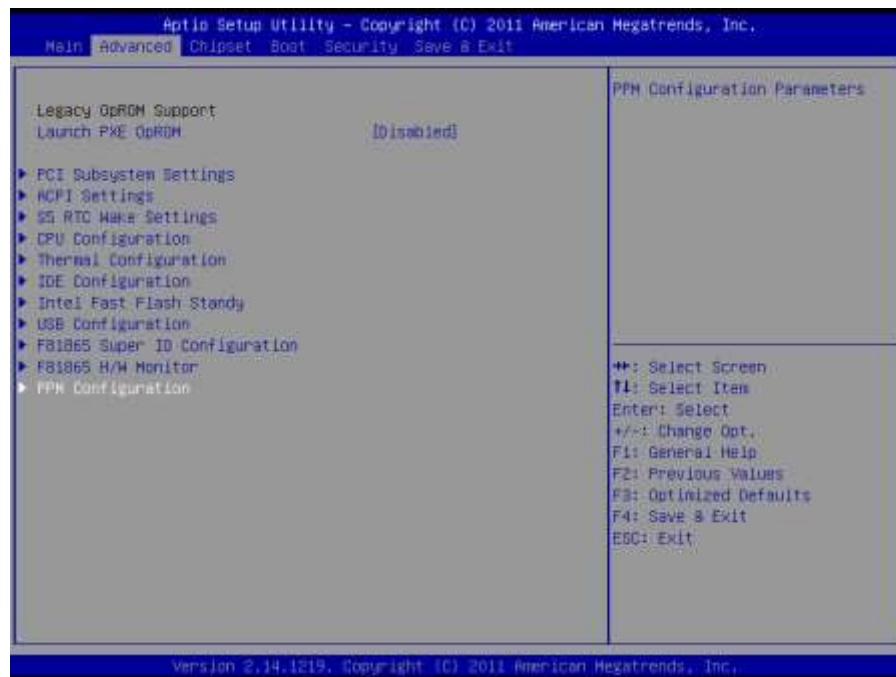 Aptio Setup Utility – Copyright (C) 2011 American Megatrends, Inc.
Main Advanced Chipset Boot Security Save & Exit
Legacy OpROM Support
Launch PXE OpROM [Disabled]
PCI Subsystem Settings
ACPI Settings
S5 RTC Wake Settings
CPU Configuration
Thermal Configuration
IDE Configuration
Intel Fast Flash Standy
USB Configuration
F81865 Super IO Configuration
F81865 H/W Monitor
PPM Configuration
PPM Configuration Parameters
→←: Select Screen
↑↓: Select Item
Enter: Select
+/-: Change Opt.
F1: General Help
F2: Previous Values
F3: Optimized Defaults
F4: Save & Exit
ESC: Exit
Version 2.14.1219. Copyright (C) 2011 American Megatrends, Inc.